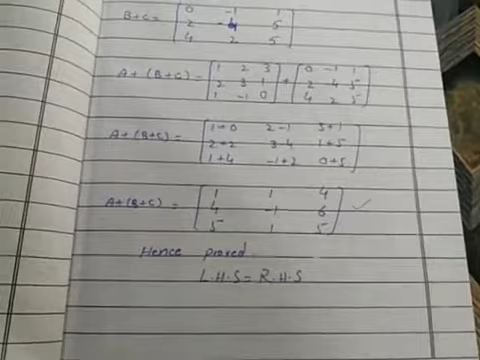 B+C = [0 -1 1
2 -4 5
4 2 5]
A+(B+C) = [1 2 3 + [0 -1 1
2 3 1 2 -4 5
1 -1 0] 4 2 5]
A+(B+C) = [1+0 2-1 3+1
2+2 3-4 1+5
1+4 -1+2 0+5]
A+(B+C) = [1 1 4
4 -1 6
5 1 5] ✓
Hence proved.
L.H.S = R.H.S